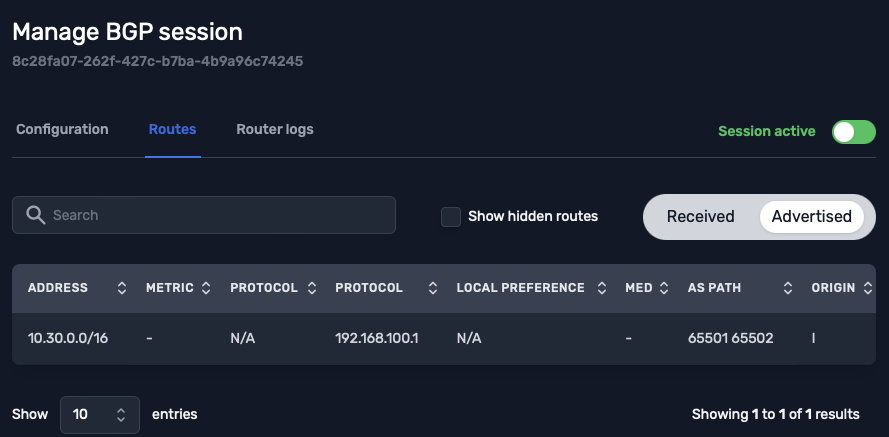 Manage BGP session
8c28fa07-262f-427c-b7ba-4b9a96c74245
Configuration Routes Router logs Session active
Search Show hidden routes Received Advertised
ADDRESS METRIC PROTOCOL PROTOCOL LOCAL PREFERENCE MED AS PATH ORIGIN
10.30.0.0/16 - N/A 192.168.100.1 N/A - 65501 65502 I
Show 10 entries Showing 1 to 1 of 1 results